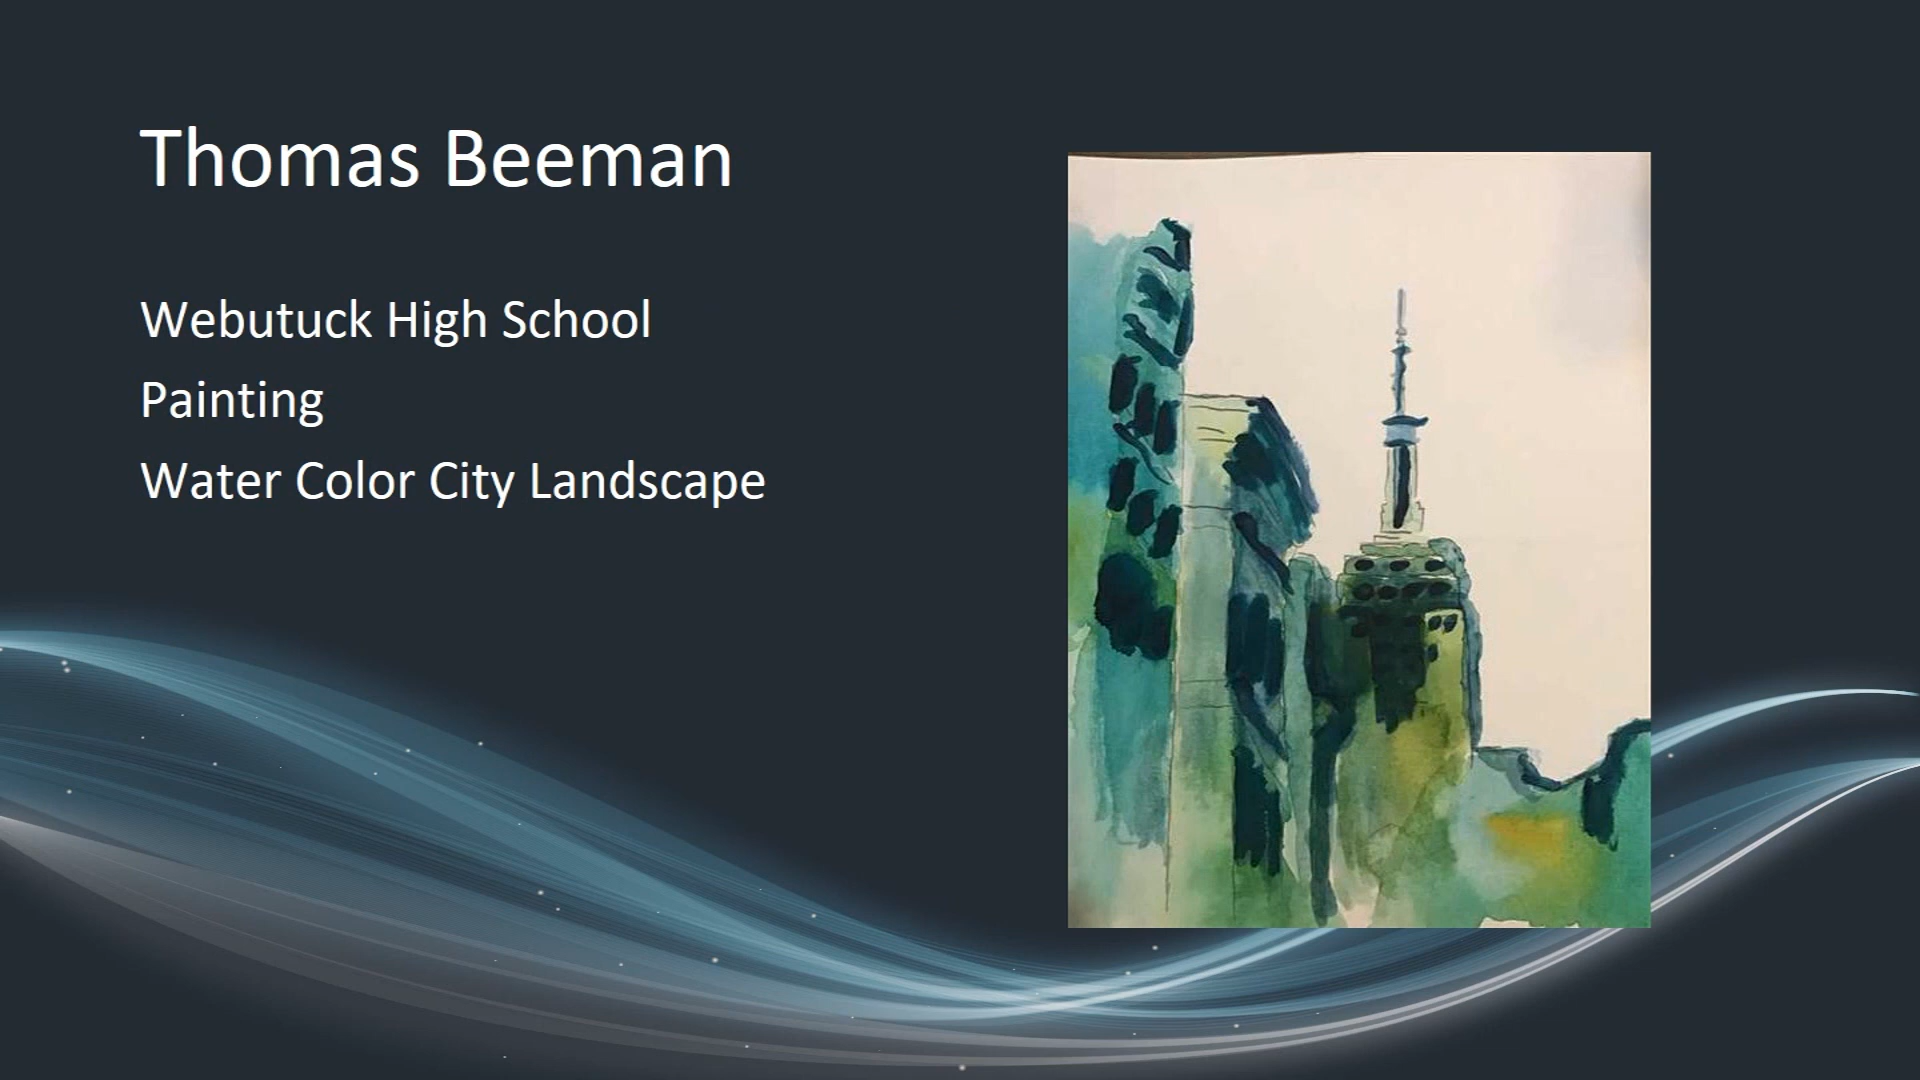 Thomas Beeman
Webutuck High School
Painting
Water Color City Landscape